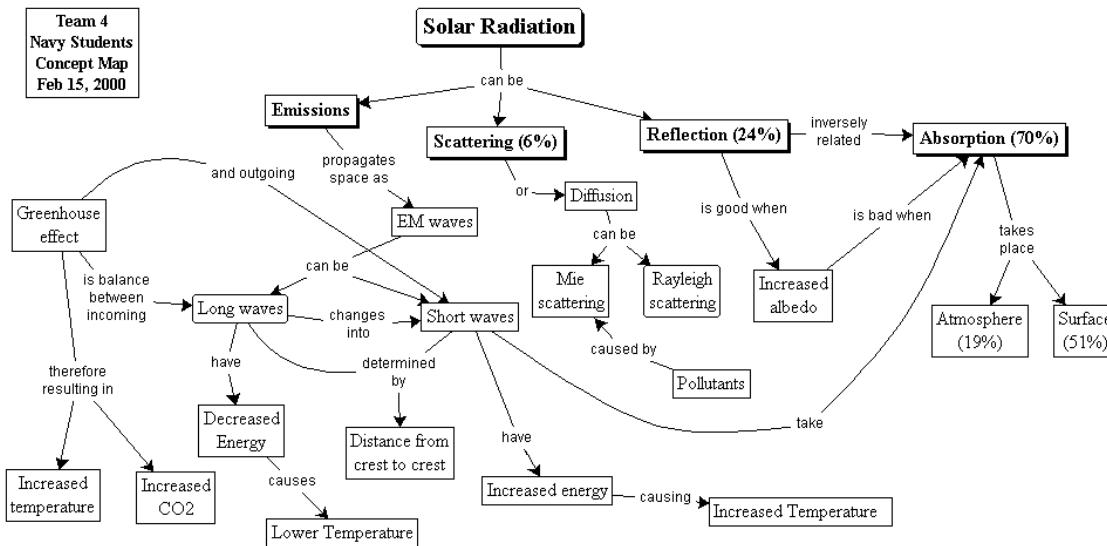 Team 4
Navy Students
Concept Map
Feb 15, 2000
Solar Radiation
can be
Emissions
Scattering (6%)
Reflection (24%)
inversely
related
Absorption (70%)
propagates
space as
and outgoing
or
Diffusion
Greenhouse
effect
EM waves
is good when
is bad when
takes
place
can be
can be
is balance
between
incoming
Mie
scattering
Rayleigh
scattering
Increased
albedo
Long waves
changes
into
Short waves
Atmosphere
(19%)
Surface
(51%)
caused by
Pollutants
therefore
resulting in
have
determined
by
Decreased
Energy
Distance from
crest to crest
have
take
Increased
temperature
Increased
CO2
causes
Increased energy
causing
Increased Temperature
Lower Temperature